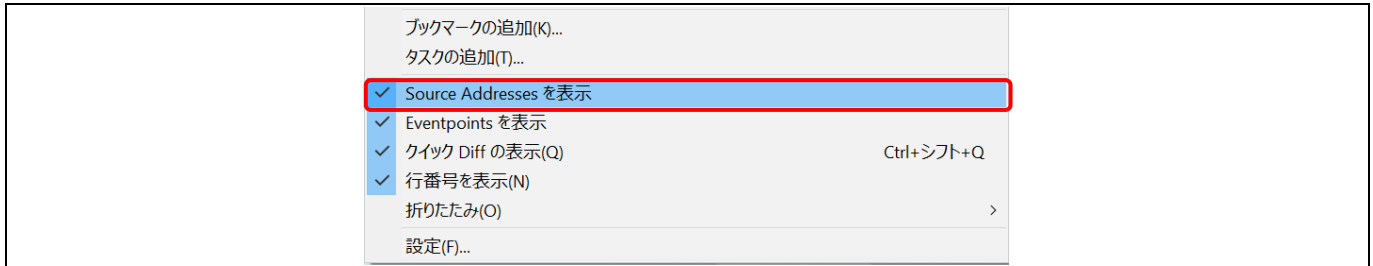 ブックマークの追加(K)...
タスクの追加(T)...
Source Addresses を表示
Eventpoints を表示
クイック Diff の表示(Q) Ctrl+シフト+Q
行番号を表示(N)
折りたたみ(O)
設定(F)...